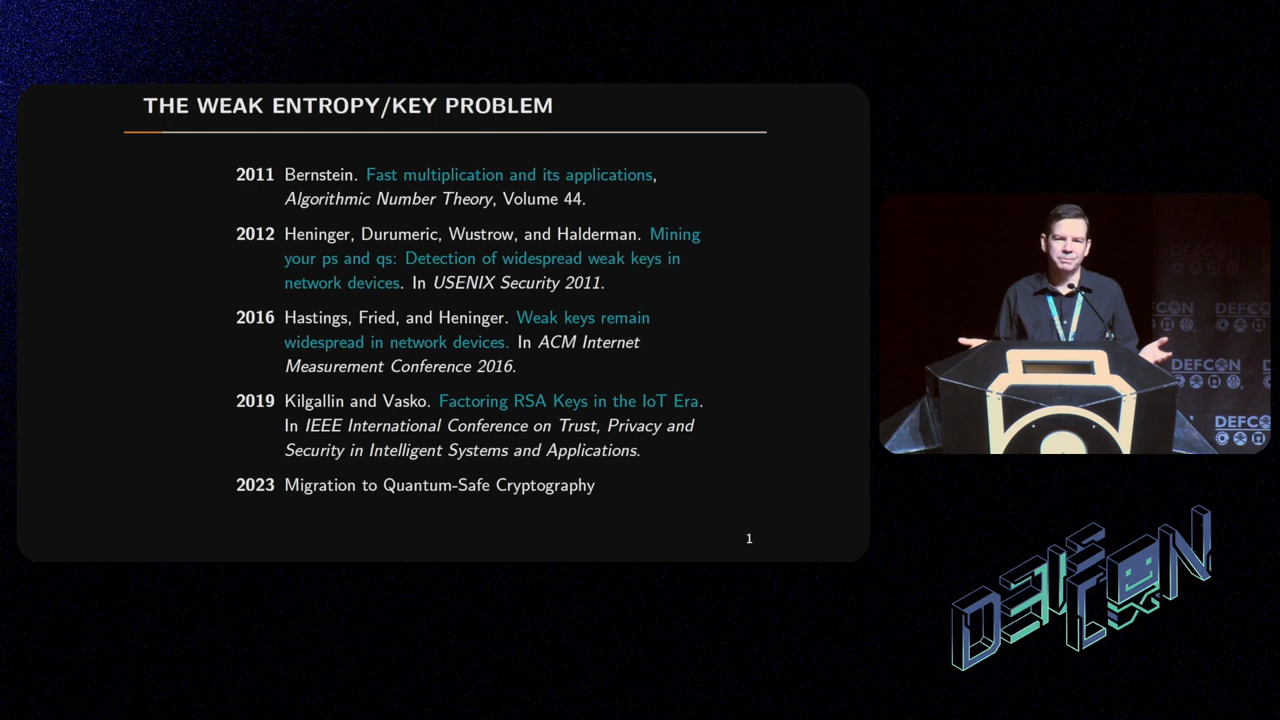 THE WEAK ENTROPY/KEY PROBLEM
2011 Bernstein. Fast multiplication and its applications,
Algorithmic Number Theory, Volume 44.
2012 Heninger, Durumeric, Wustrow, and Halderman. Mining
your ps and qs: Detection of widespread weak keys in
network devices. In USENIX Security 2011.
2016 Hastings, Fried, and Heninger. Weak keys remain
widespread in network devices. In ACM Internet
Measurement Conference 2016.
2019 Kilgallin and Vasko. Factoring RSA Keys in the IoT Era.
In IEEE International Conference on Trust, Privacy and
Security in Intelligent Systems and Applications.
2023 Migration to Quantum-Safe Cryptography
1
DEFCON
DEFCON
DEFCON
DEFCON
DEFCON